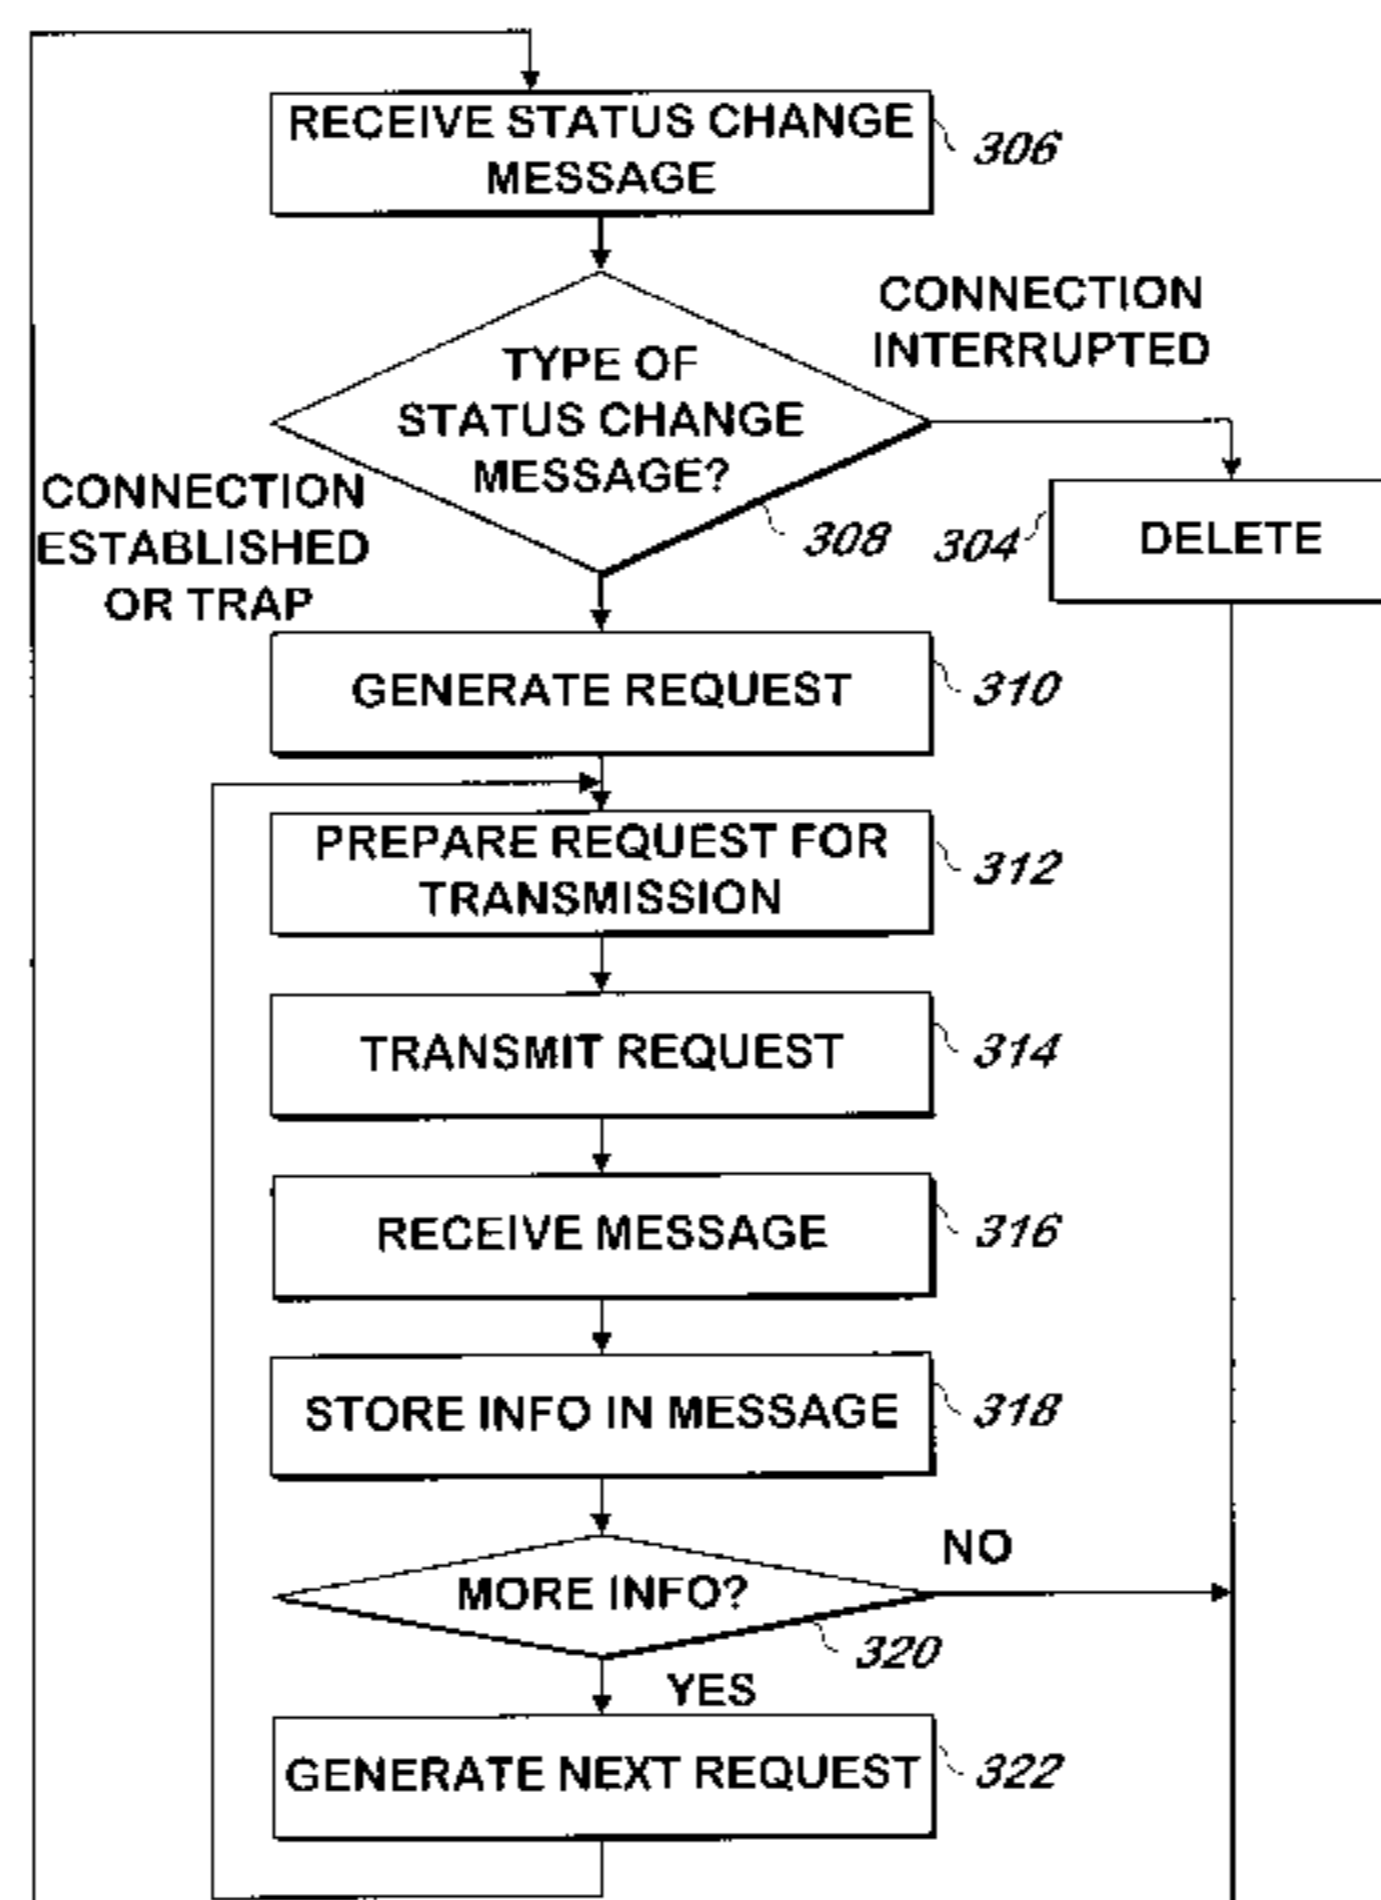 RECEIVE STATUS CHANGE
MESSAGE
306
CONNECTION
INTERRUPTED
TYPE OF
STATUS CHANGE
MESSAGE?
308
304
DELETE
CONNECTION
ESTABLISHED
OR TRAP
GENERATE REQUEST
310
PREPARE REQUEST FOR
TRANSMISSION
312
TRANSMIT REQUEST
314
RECEIVE MESSAGE
316
STORE INFO IN MESSAGE
318
MORE INFO?
NO
320
YES
GENERATE NEXT REQUEST
322